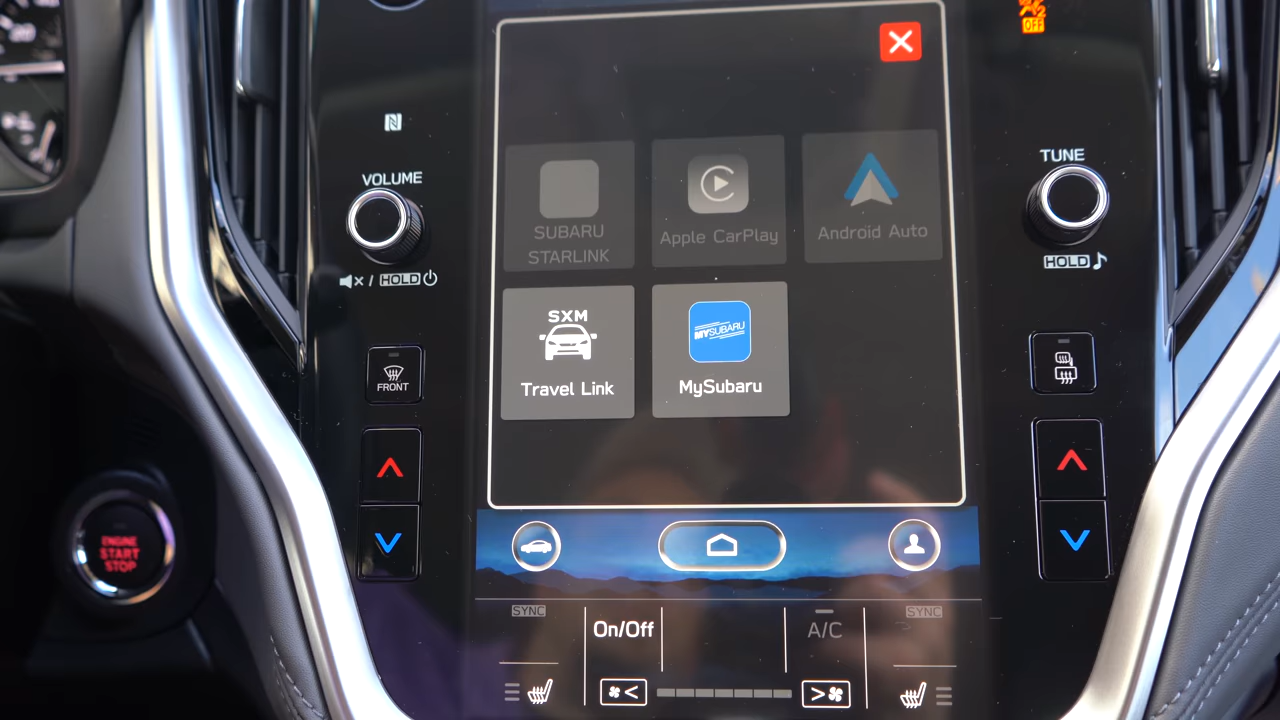 OFF
VOLUME
HOLD
TUNE
HOLD
SUBARU
STARLINK
Apple CarPlay
Android Auto
SXM
Travel Link
MYSUBARU
MySubaru
FRONT
ENGINE
START
STOP
SYNC
On/Off
A/C
SYNC